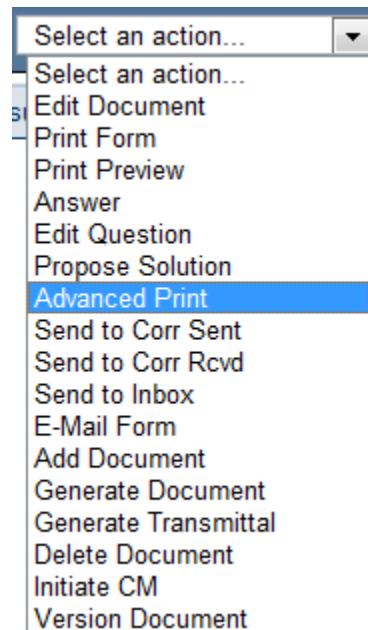 Select an action...
Select an action...
Edit Document
Print Form
Print Preview
Answer
Edit Question
Propose Solution
Advanced Print
Send to Corr Sent
Send to Corr Rcvd
Send to Inbox
E-Mail Form
Add Document
Generate Document
Generate Transmittal
Delete Document
Initiate CM
Version Document